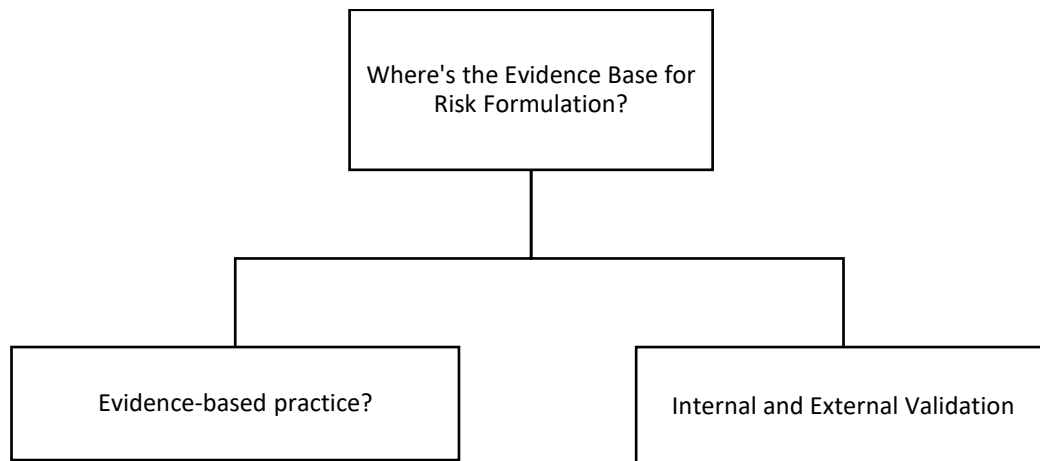 Where's the Evidence Base for
Risk Formulation?
Evidence-based practice?
Internal and External Validation